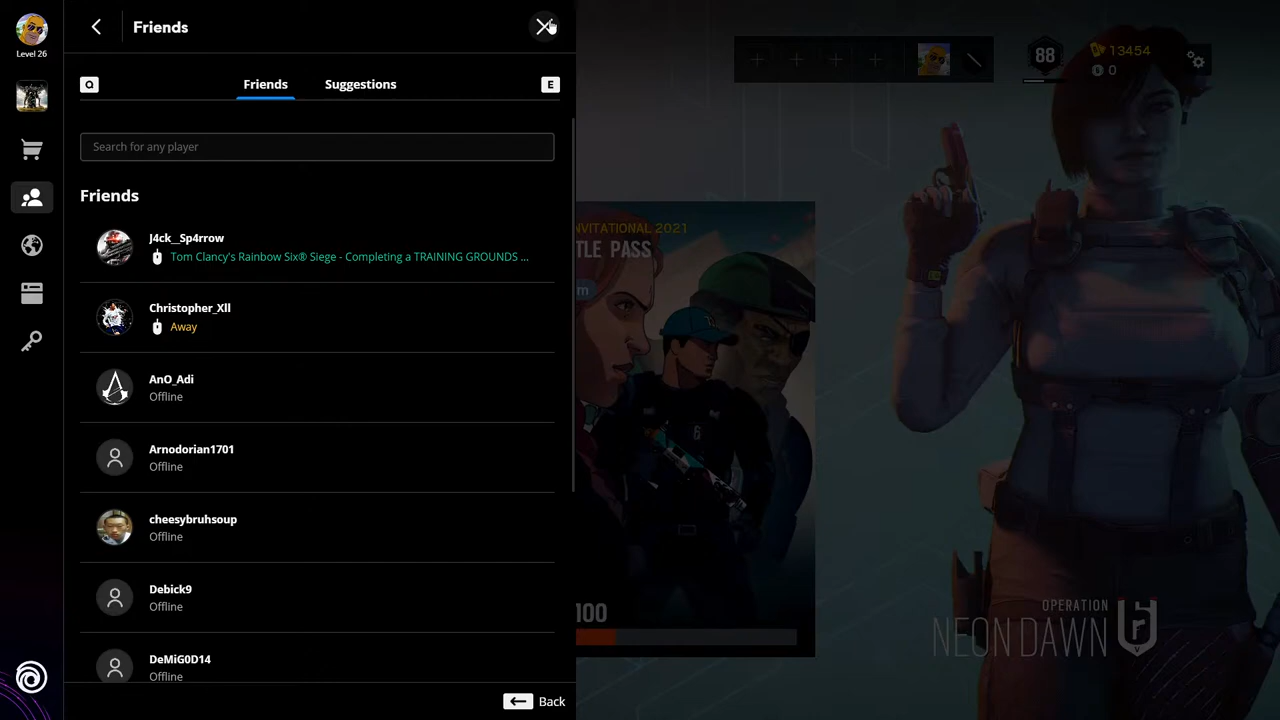 Level 26
Friends
Q
Friends
Suggestions
E
Search for any player
Friends
J4ck__Sp4rrow
Tom Clancy's Rainbow Six® Siege - Completing a TRAINING GROUNDS ...
Christopher_Xll
Away
AnO_Adi
Offline
Arnodorian1701
Offline
cheesybruhsoup
Offline
Debick9
Offline
DeMiG0D14
Offline
Back
88
13454
0
NVITATIONAL 2021
TLE PASS
m
100
OPERATION
NEON DAWN